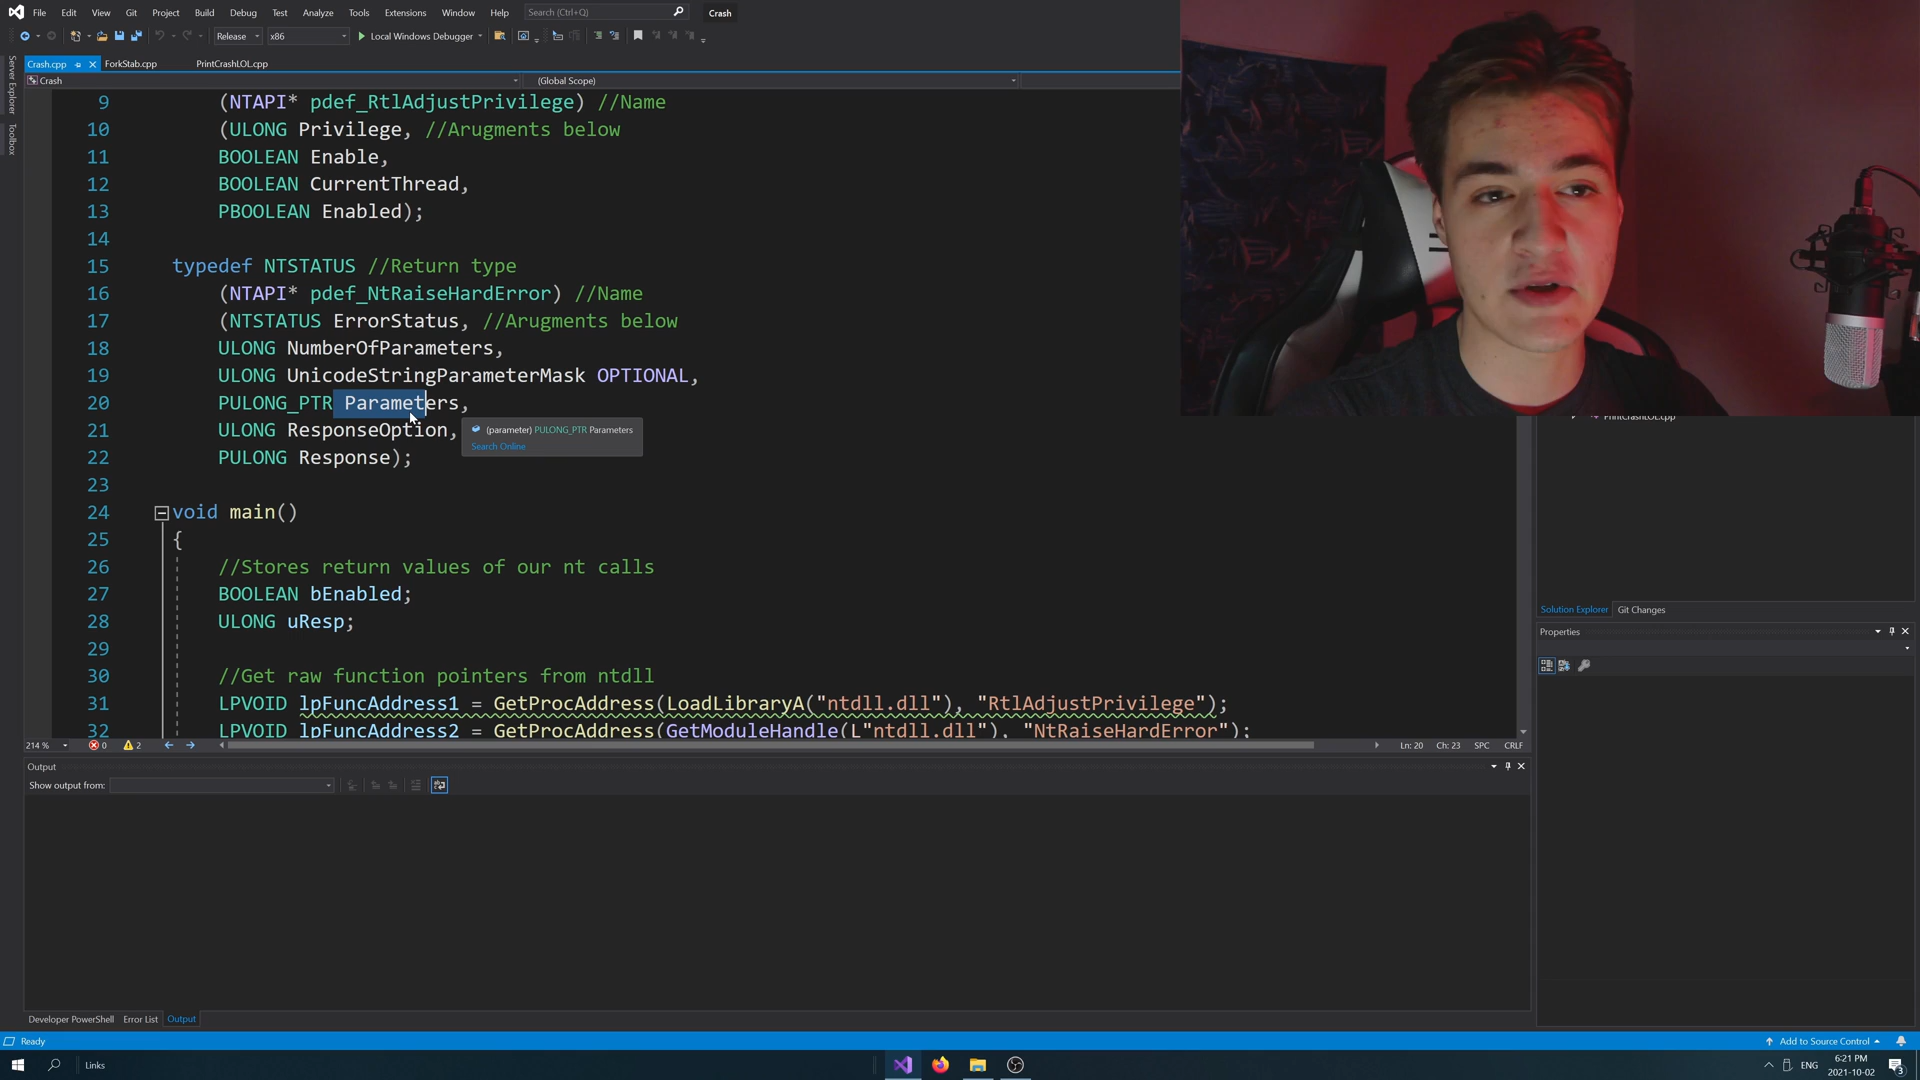 File Edit View Git Project Build Debug Test Analyze Tools Extensions Window Help Search (Ctrl+Q) Crash
Release x86 Local Windows Debugger
Crash.cpp ForkStab.cpp PrintCrashLOL.cpp
Crash (Global Scope)
Server Explorer
Toolbox
9 (NTAPI* pdef_RtlAdjustPrivilege) //Name
10 (ULONG Privilege, //Arugments below
11 BOOLEAN Enable,
12 BOOLEAN CurrentThread,
13 PBOOLEAN Enabled);
14
15 typedef NTSTATUS //Return type
16 (NTAPI* pdef_NtRaiseHardError) //Name
17 (NTSTATUS ErrorStatus, //Arugments below
18 ULONG NumberOfParameters,
19 ULONG UnicodeStringParameterMask OPTIONAL,
20 PULONG_PTR Parameters,
21 ULONG ResponseOption,
(parameter) PULONG_PTR Parameters
Search Online
22 PULONG Response);
23
24 void main()
25 {
26 //Stores return values of our nt calls
27 BOOLEAN bEnabled;
28 ULONG uResp;
29
30 //Get raw function pointers from ntdll
31 LPVOID lpFuncAddress1 = GetProcAddress(LoadLibraryA("ntdll.dll"), "RtlAdjustPrivilege");
32 LPVOID lpFuncAddress2 = GetProcAddress(GetModuleHandle(L"ntdll.dll"), "NtRaiseHardError");
214 % 0 2 Ln: 20 Ch: 23 SPC CRLF
PrintCrashLOL.cpp
Solution Explorer Git Changes
Properties
Output
Show output from:
Developer PowerShell Error List Output
Ready Add to Source Control
Links ENG 6:21 PM
2021-10-02
3